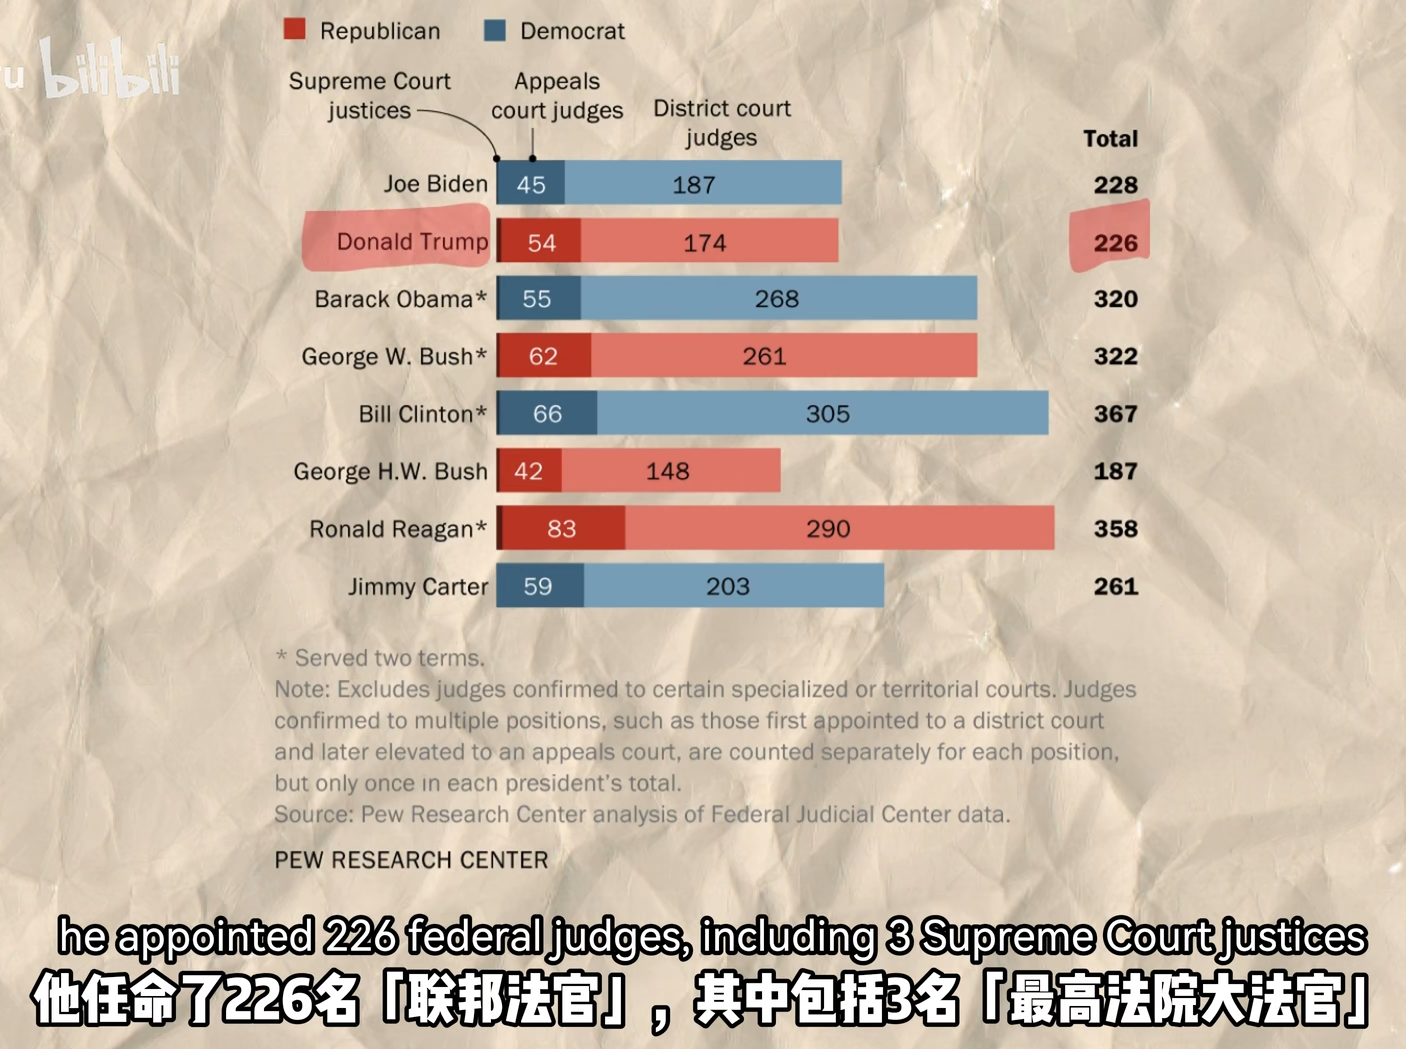 Republican
Democrat
u bilibili
Supreme Court
justices
Appeals
court judges
District court
judges
Total
Joe Biden 45 187 228
Donald Trump 54 174 226
Barack Obama* 55 268 320
George W. Bush* 62 261 322
Bill Clinton* 66 305 367
George H.W. Bush 42 148 187
Ronald Reagan* 83 290 358
Jimmy Carter 59 203 261
* Served two terms.
Note: Excludes judges confirmed to certain specialized or territorial courts. Judges
confirmed to multiple positions, such as those first appointed to a district court
and later elevated to an appeals court, are counted separately for each position,
but only once in each president's total.
Source: Pew Research Center analysis of Federal Judicial Center data.
PEW RESEARCH CENTER
he appointed 226 federal judges, including 3 Supreme Court justices
他任命了226名「联邦法官」，其中包括3名「最高法院大法官」